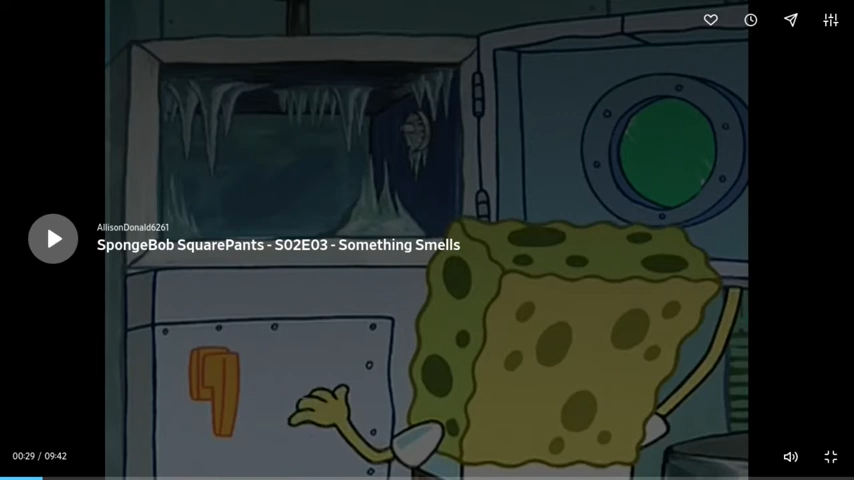 AllisonDonald6261
SpongeBob SquarePants - S02E03 - Something Smells
00:29 / 09:42